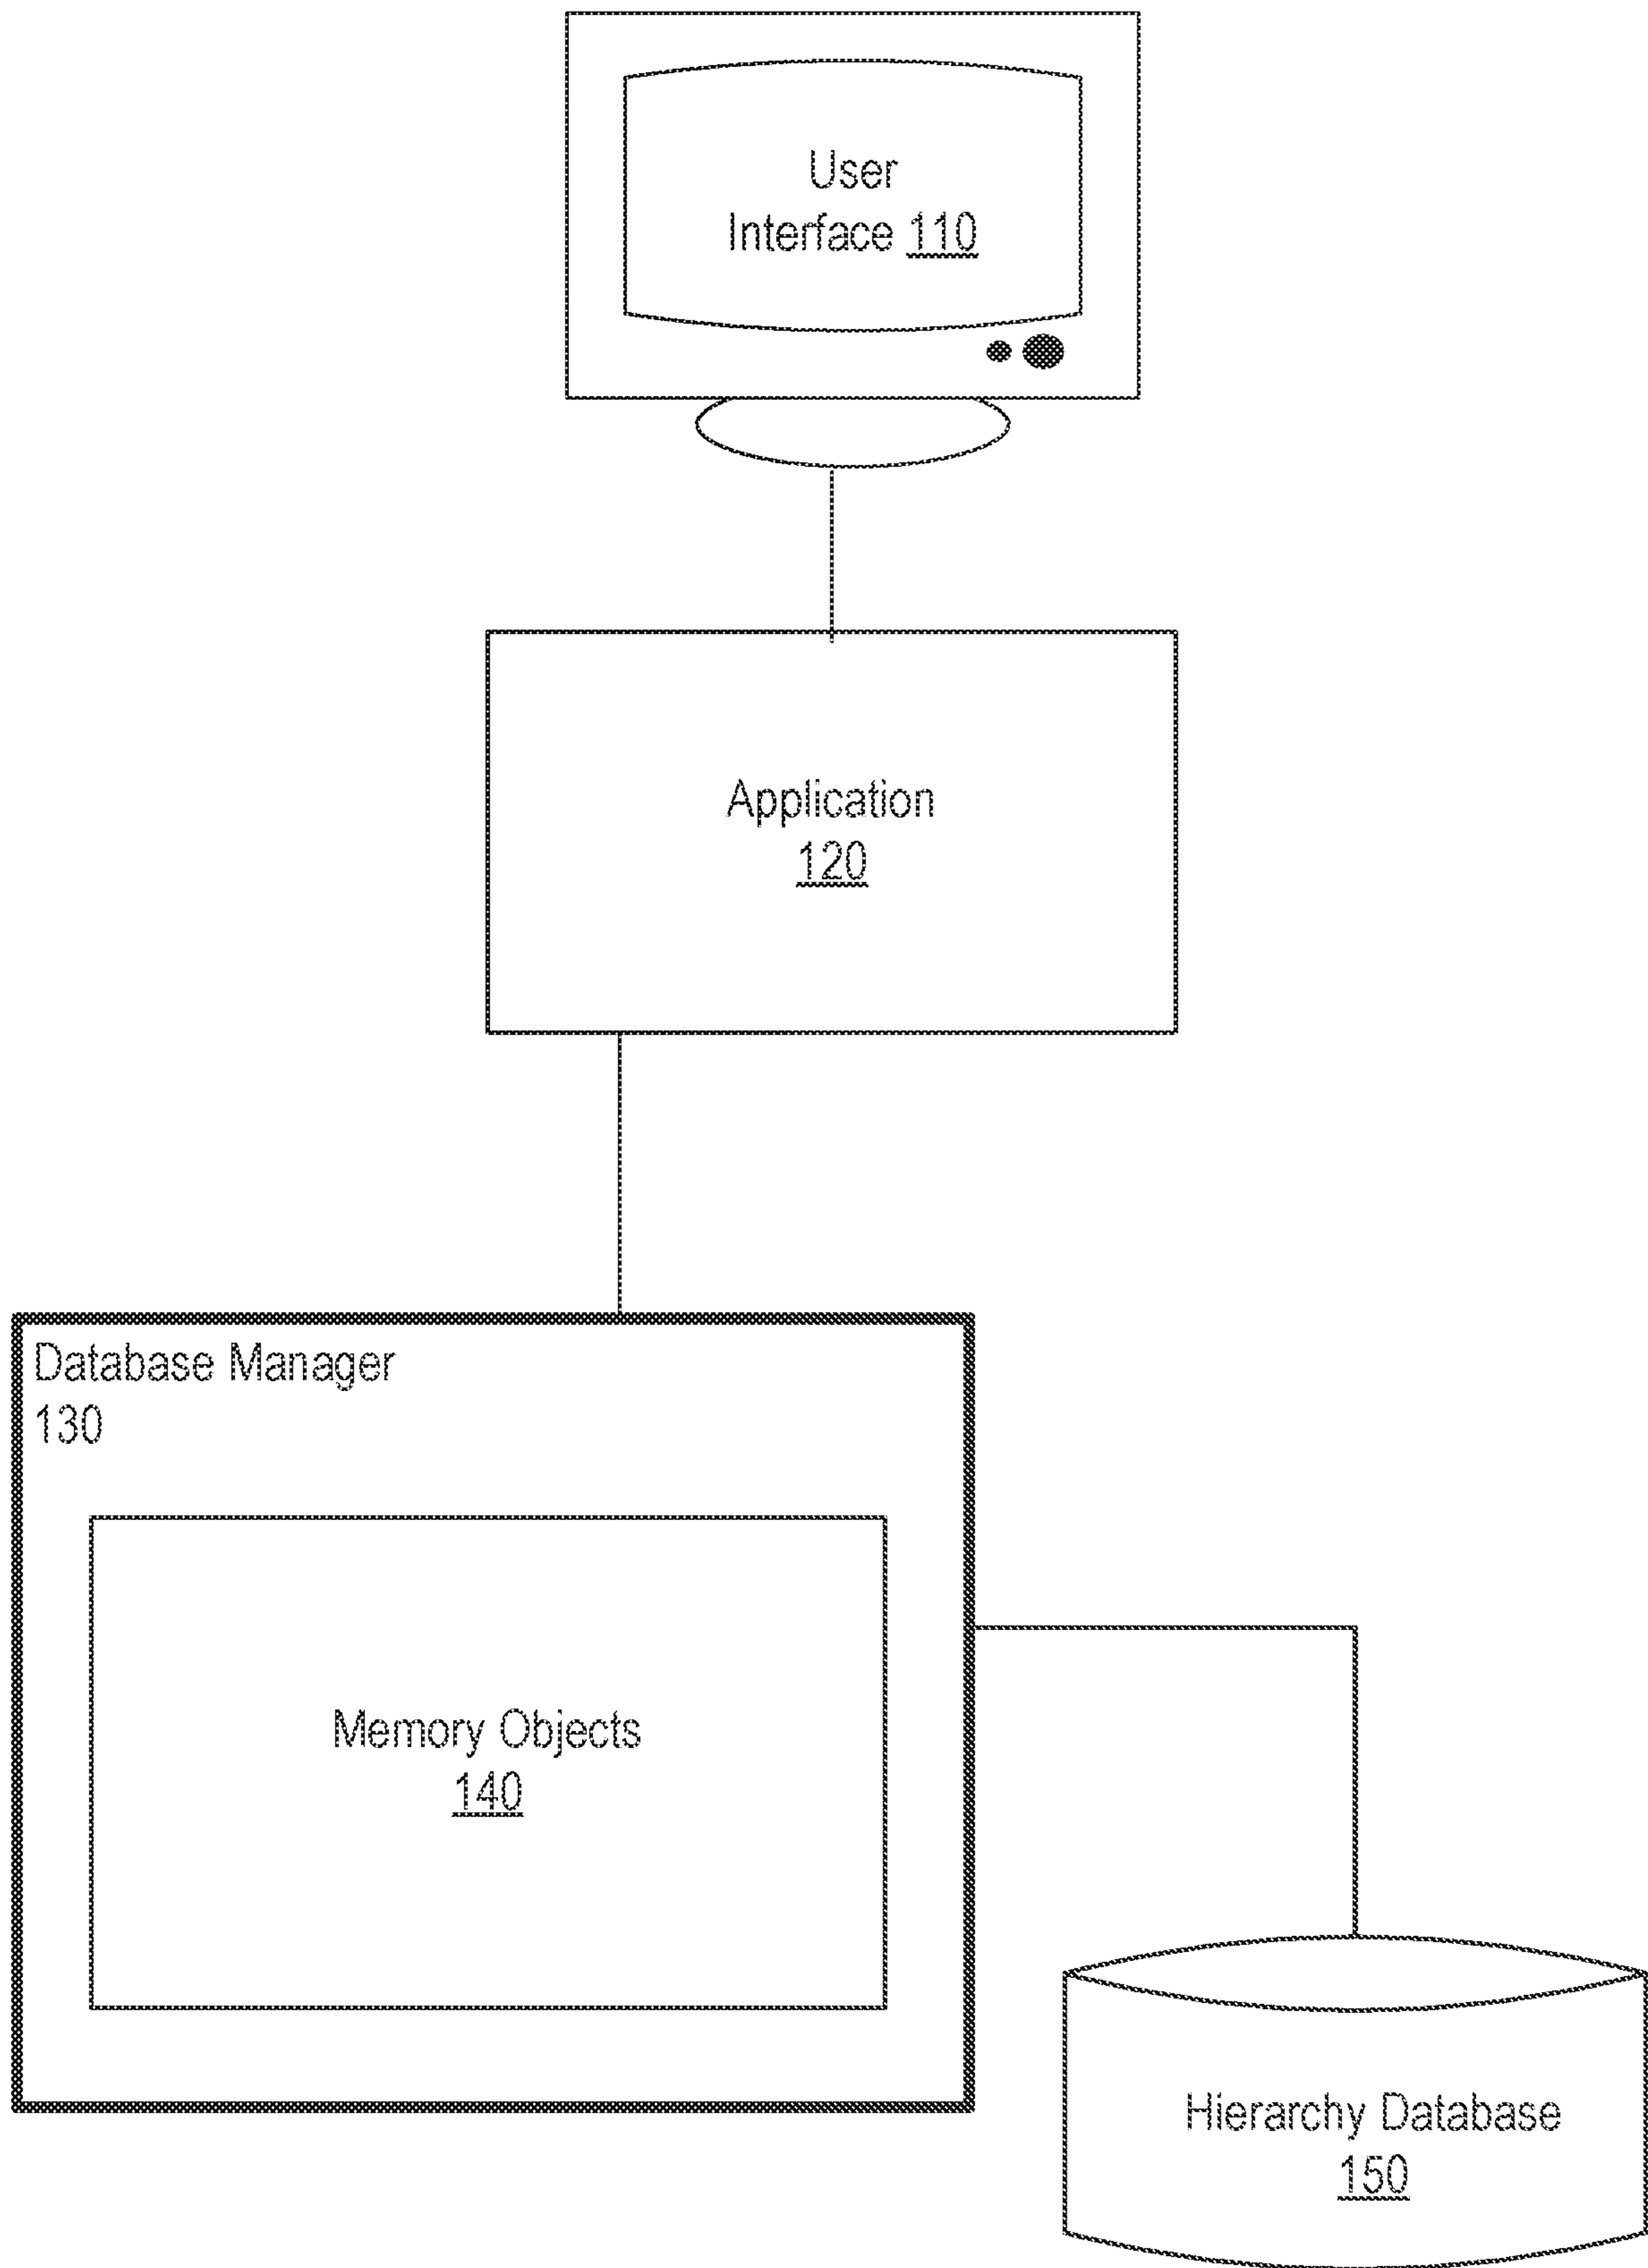 User
Interface 110
Application
120
Database Manager
130
Memory Objects
140
Hierarchy Database
150